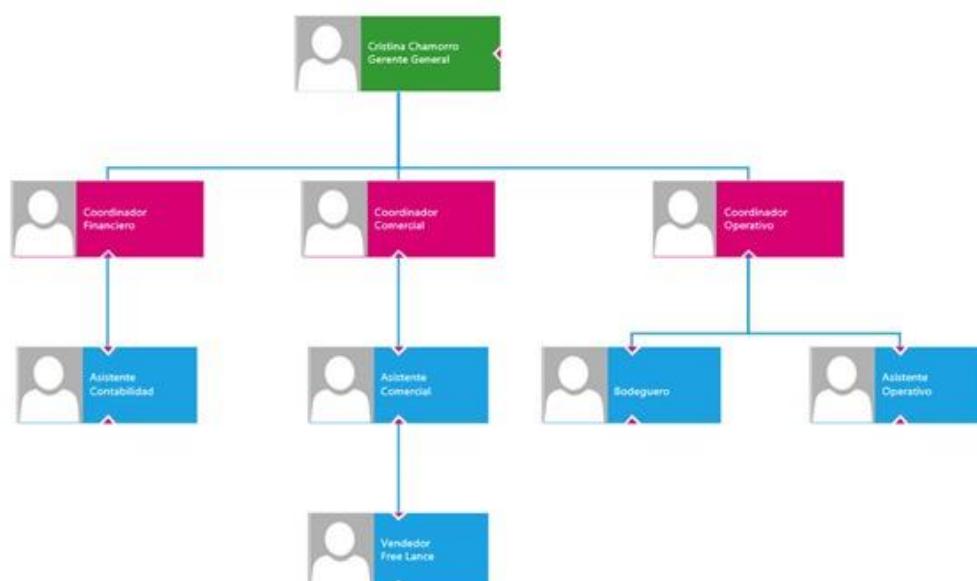 Cristina Chamorro
Gerente General
Coordinador
Financiero
Coordinador
Comercial
Coordinador
Operativo
Asistente
Contabilidad
Asistente
Comercial
Bodeguero
Asistente
Operativo
Vendedor
Free Lance